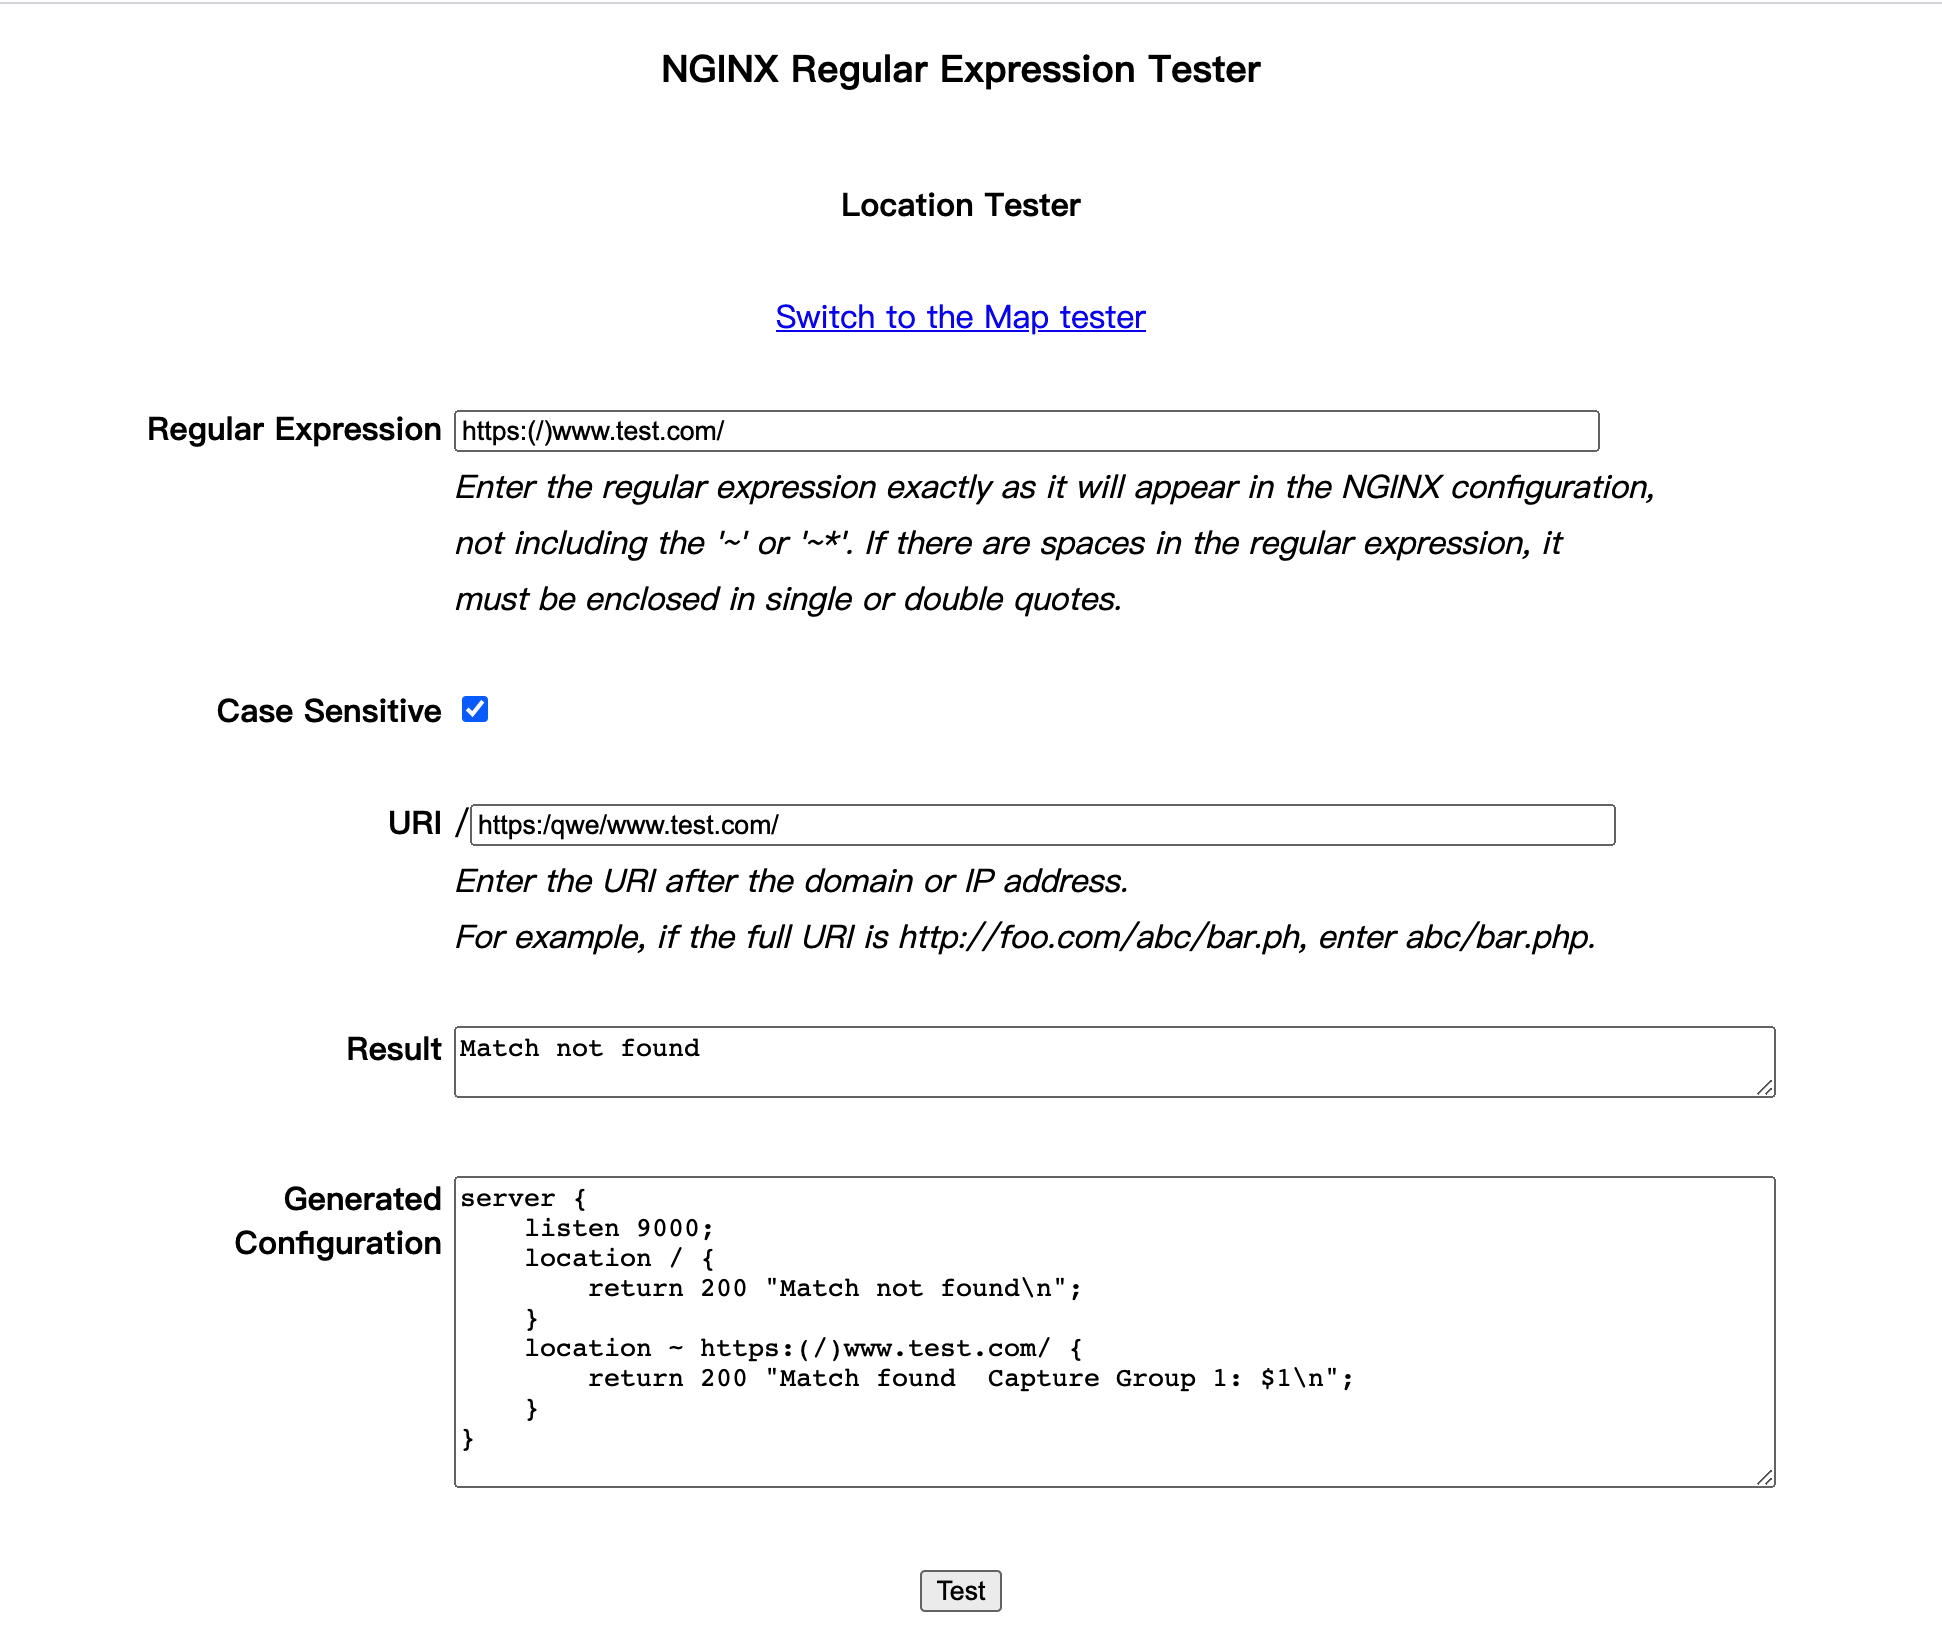 NGINX Regular Expression Tester
Location Tester
Switch to the Map tester
Regular Expression https:(/)www.test.com/
Enter the regular expression exactly as it will appear in the NGINX configuration,
not including the '~' or '~*'. If there are spaces in the regular expression, it
must be enclosed in single or double quotes.
Case Sensitive
URI /https:/qwe/www.test.com/
Enter the URI after the domain or IP address.
For example, if the full URI is http://foo.com/abc/bar.ph, enter abc/bar.php.
Result Match not found
Generated
Configuration
server {
    listen 9000;
    location / {
        return 200 "Match not found\n";
    }
    location ~ https:(/)www.test.com/ {
        return 200 "Match found  Capture Group 1: $1\n";
    }
}
Test